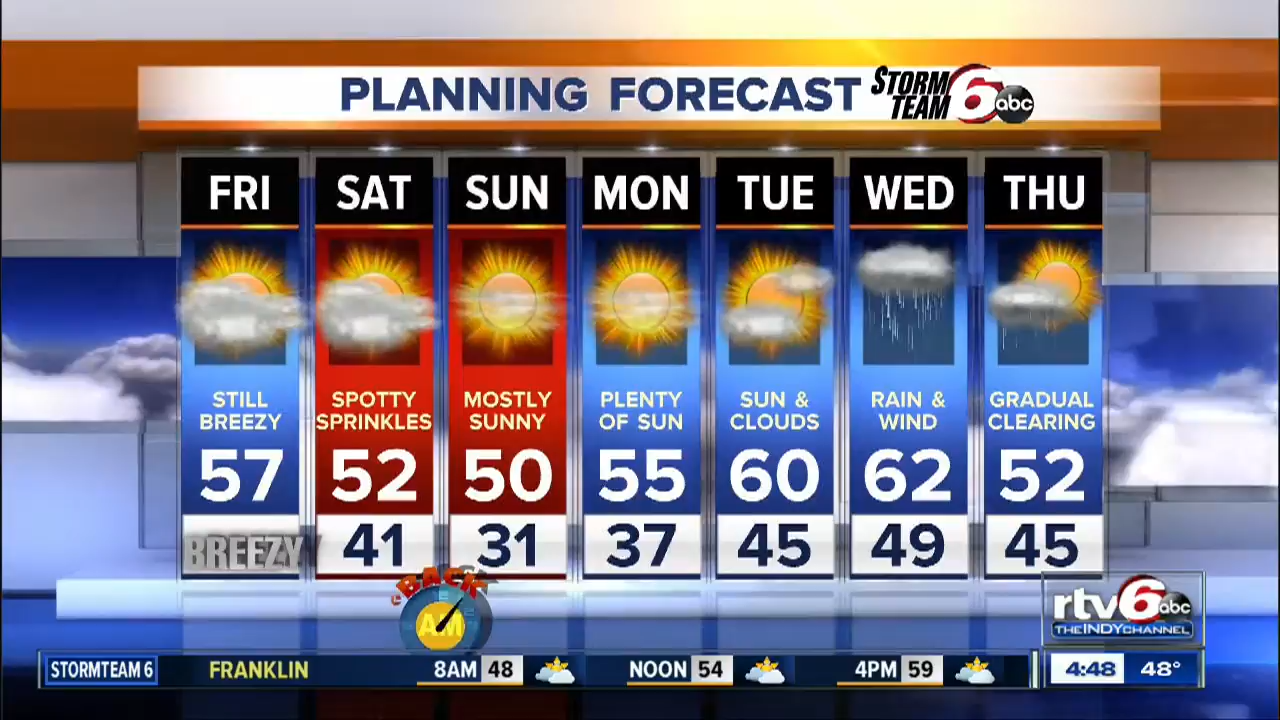 PLANNING FORECAST STORM TEAM 6 abc
FRI SAT SUN MON TUE WED THU
STILL BREEZY
SPOTTY SPRINKLES
MOSTLY SUNNY
PLENTY OF SUN
SUN & CLOUDS
RAIN & WIND
GRADUAL CLEARING
57 52 50 55 60 62 52
BREEZY 41 31 37 45 49 45
BACK
AM
rtv6 abc
THE INDY CHANNEL
STORMTEAM 6 FRANKLIN 8AM 48 NOON 54 4PM 59 4:48 48°